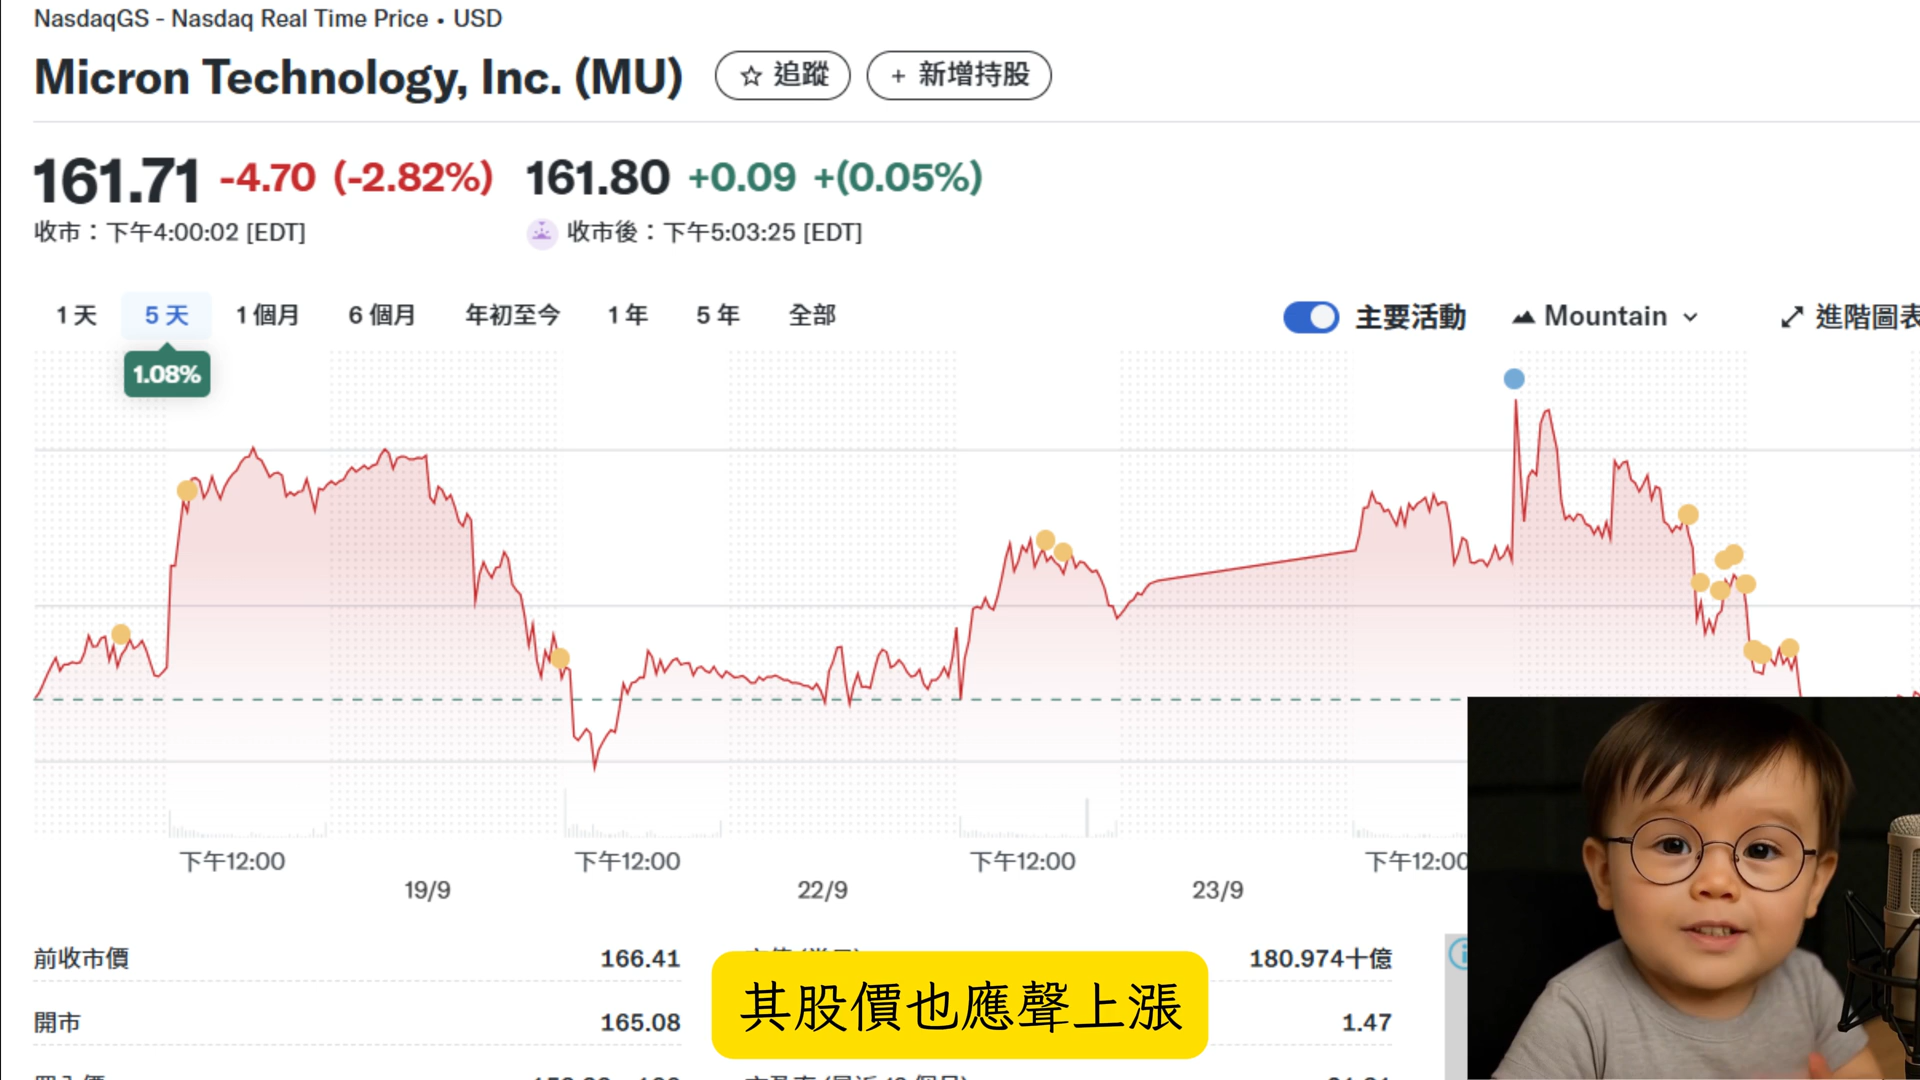 NasdaqGS - Nasdaq Real Time Price • USD
Micron Technology, Inc. (MU) ☆ 追蹤 + 新增持股
161.71 -4.70 (-2.82%) 161.80 +0.09 +(0.05%)
收市：下午4:00:02 [EDT] 收市後：下午5:03:25 [EDT]
1 天 5 天 1 個月 6 個月 年初至今 1 年 5 年 全部 主要活動 Mountain 進階圖表
1.08%
下午12:00 下午12:00 下午12:00 下午12:00
19/9 22/9 23/9
前收市價 166.41 180.974十億
其股價也應聲上漲
開市 165.08 1.47